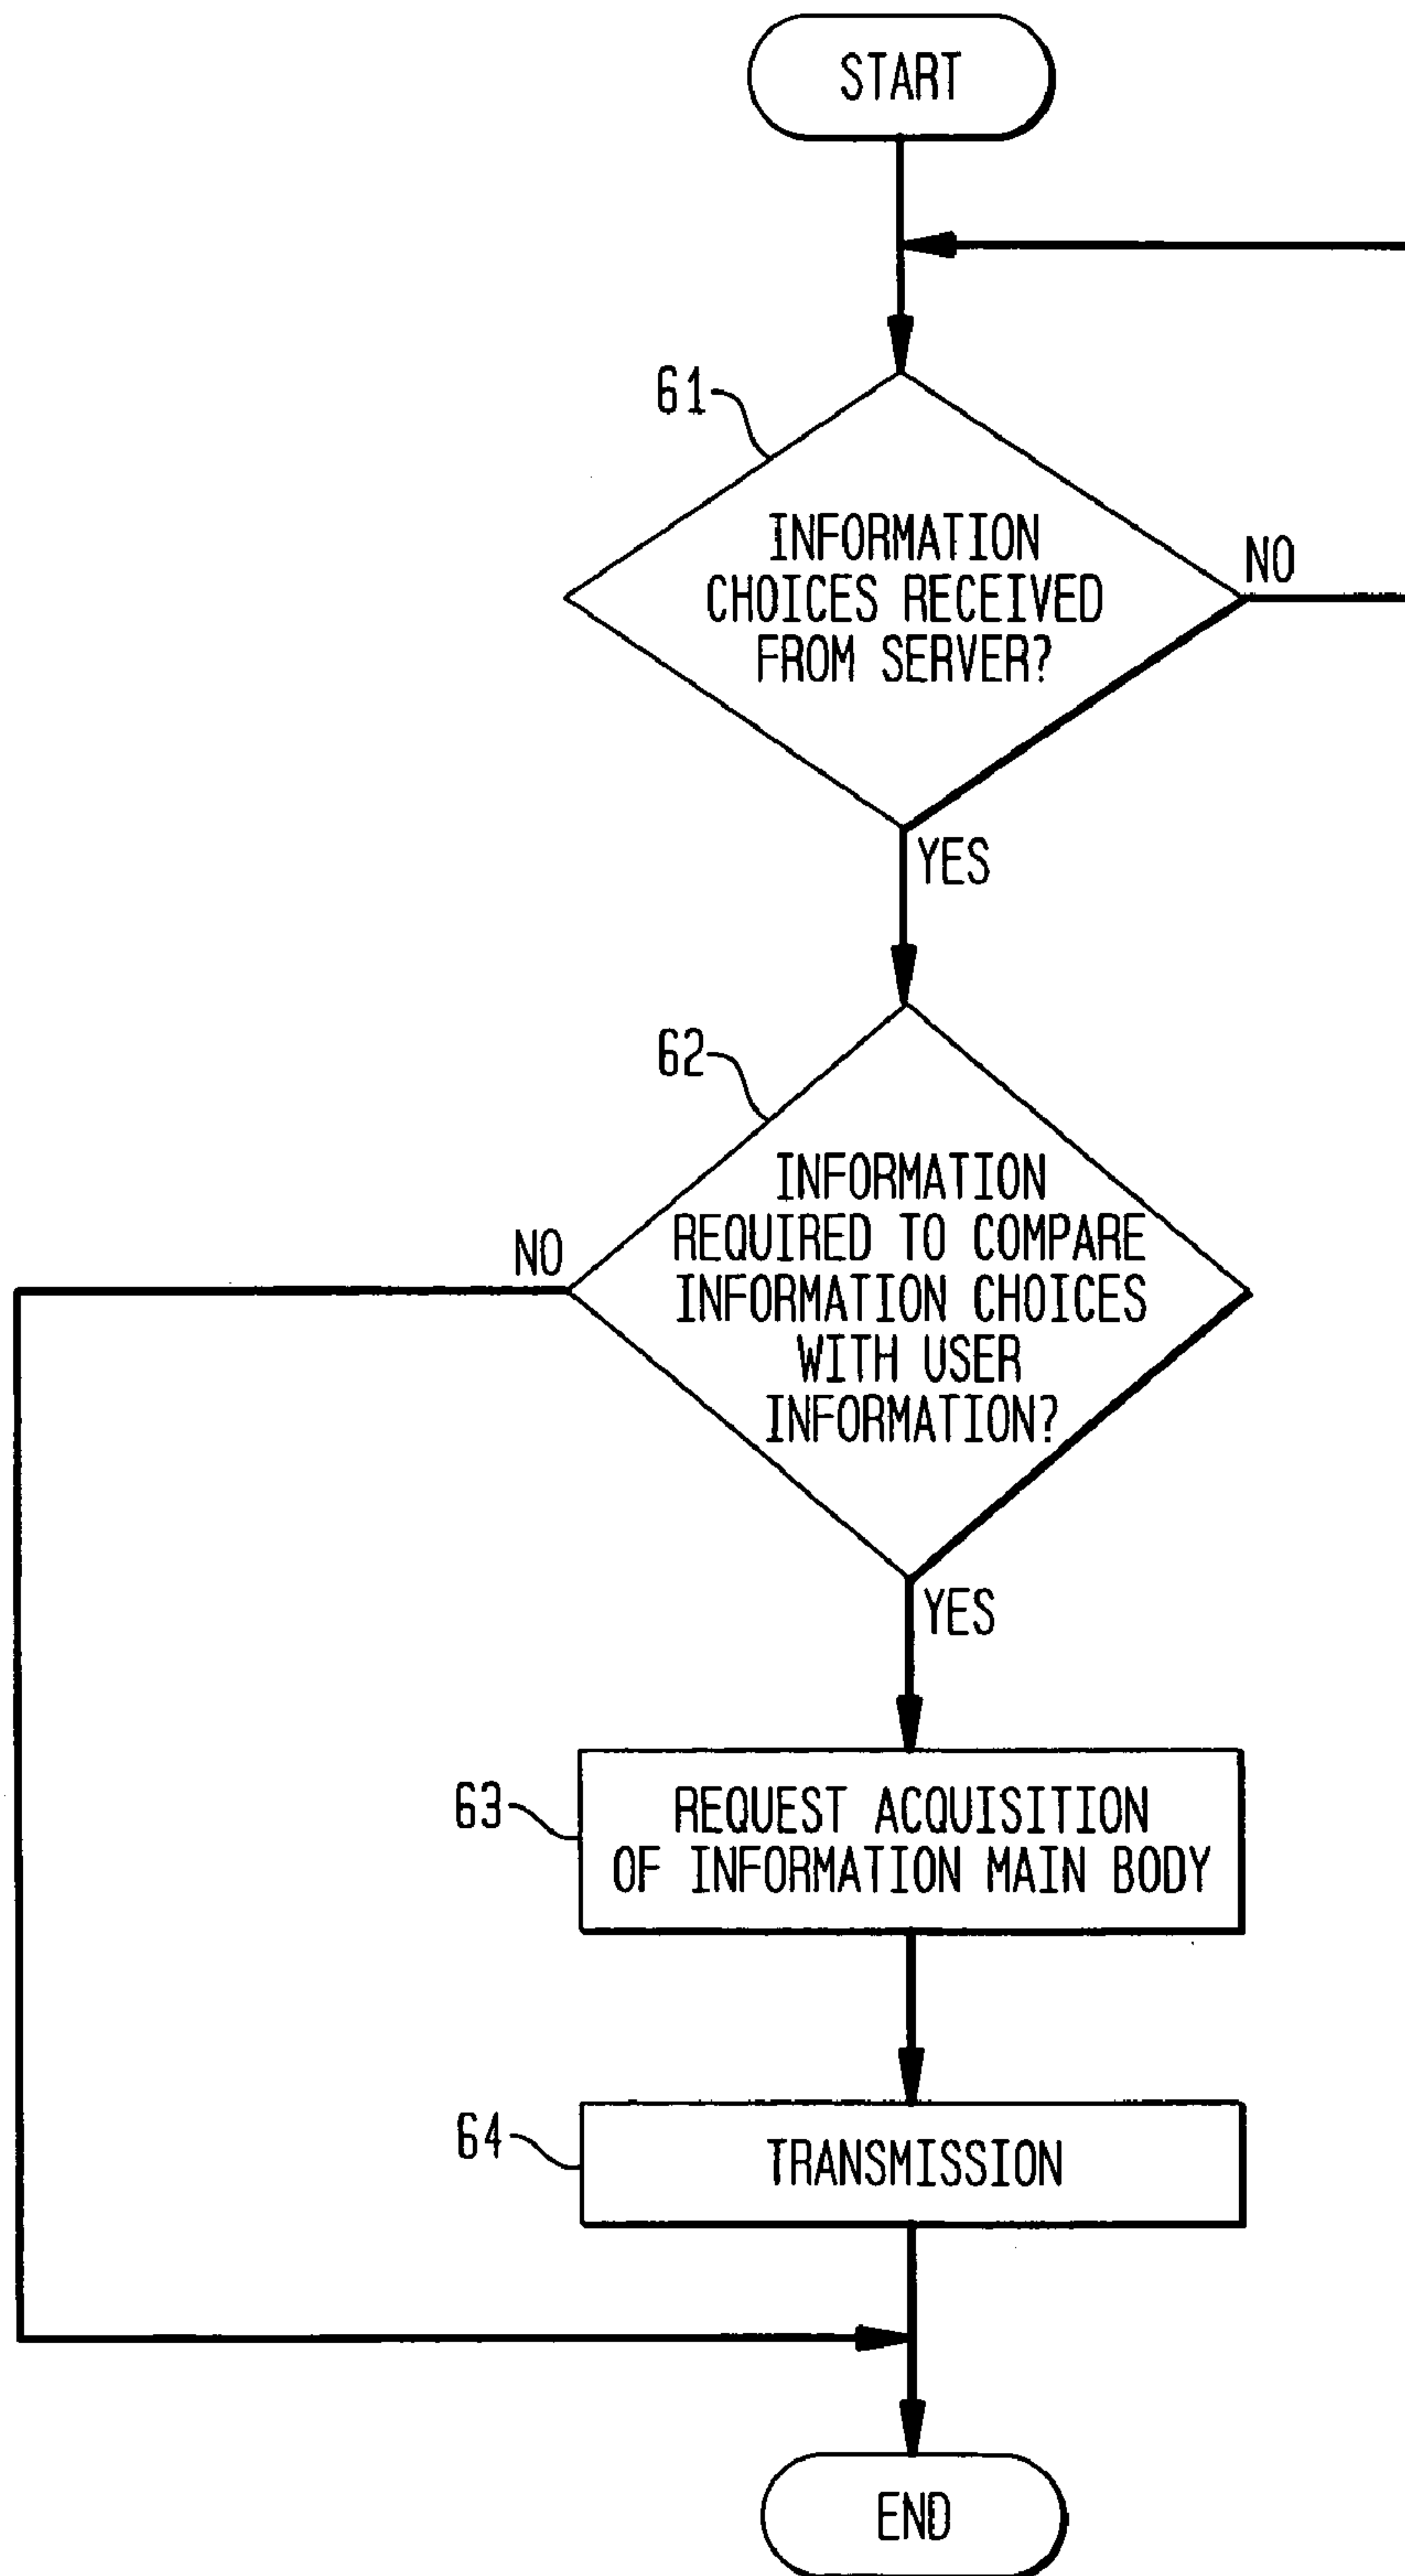 START
61
INFORMATION
CHOICES RECEIVED
FROM SERVER?
NO
YES
62
INFORMATION
REQUIRED TO COMPARE
INFORMATION CHOICES
WITH USER
INFORMATION?
NO
YES
63
REQUEST ACQUISITION
OF INFORMATION MAIN BODY
64
TRANSMISSION
END